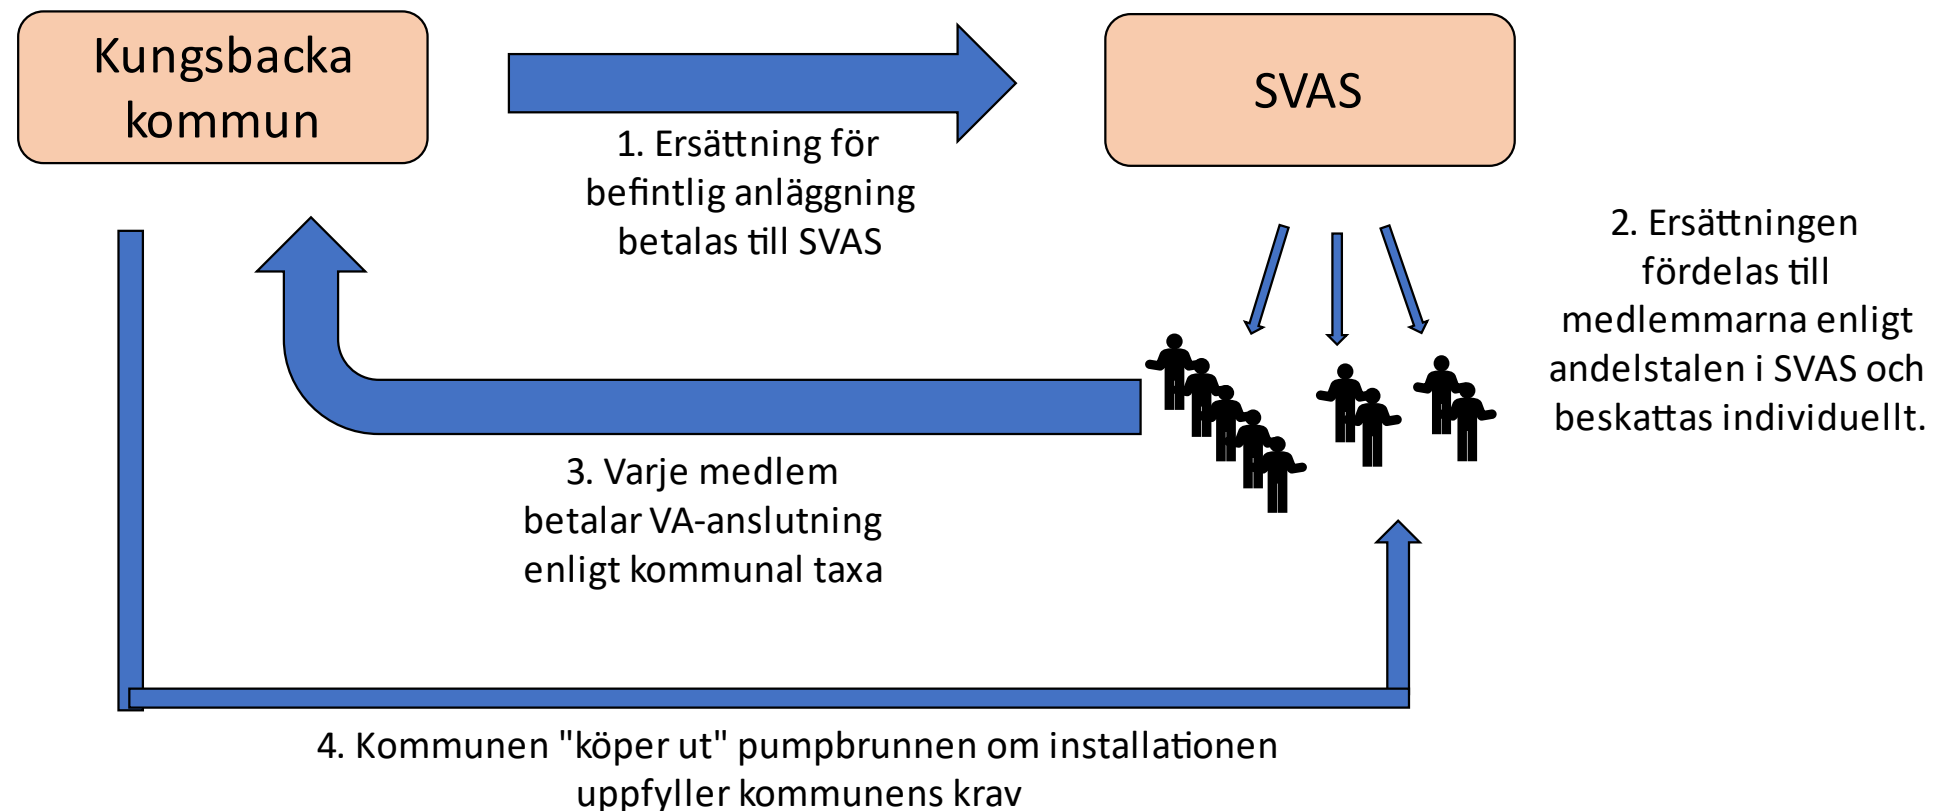 Kungsbacka
kommun
SVAS
1. Ersättning för
befintlig anläggning
betalas till SVAS
2. Ersättningen
fördelas till
medlemmarna enligt
andelstalen i SVAS och
beskattas individuellt.
3. Varje medlem
betalar VA-anslutning
enligt kommunal taxa
4. Kommunen "köper ut" pumpbrunnen om installationen
uppfyller kommunens krav